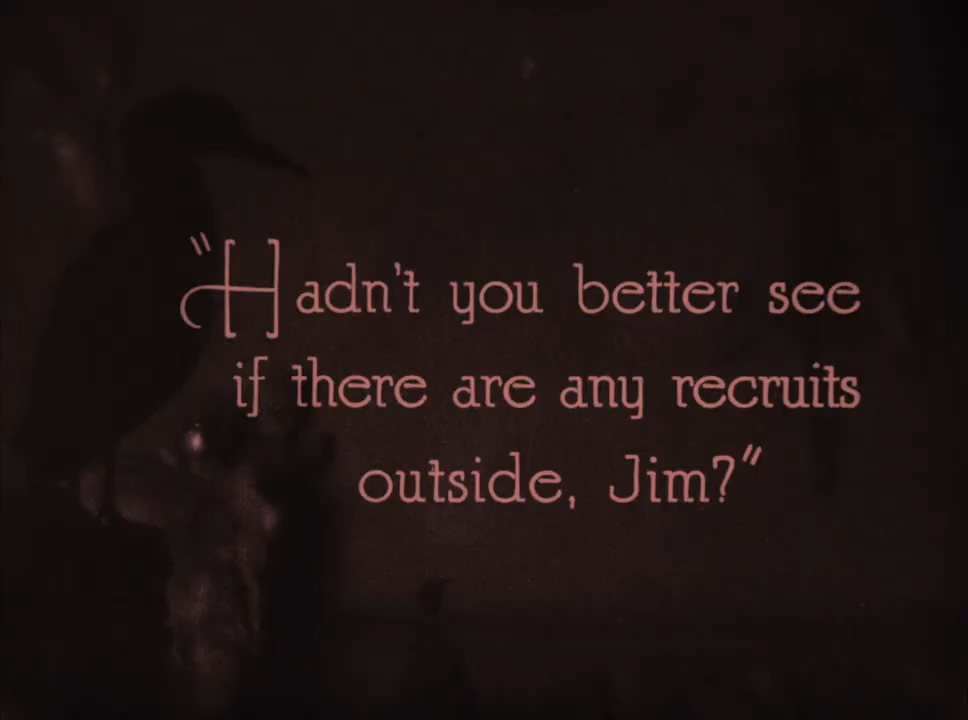 "Hadn't you better see
if there are any recruits
outside, Jim?"